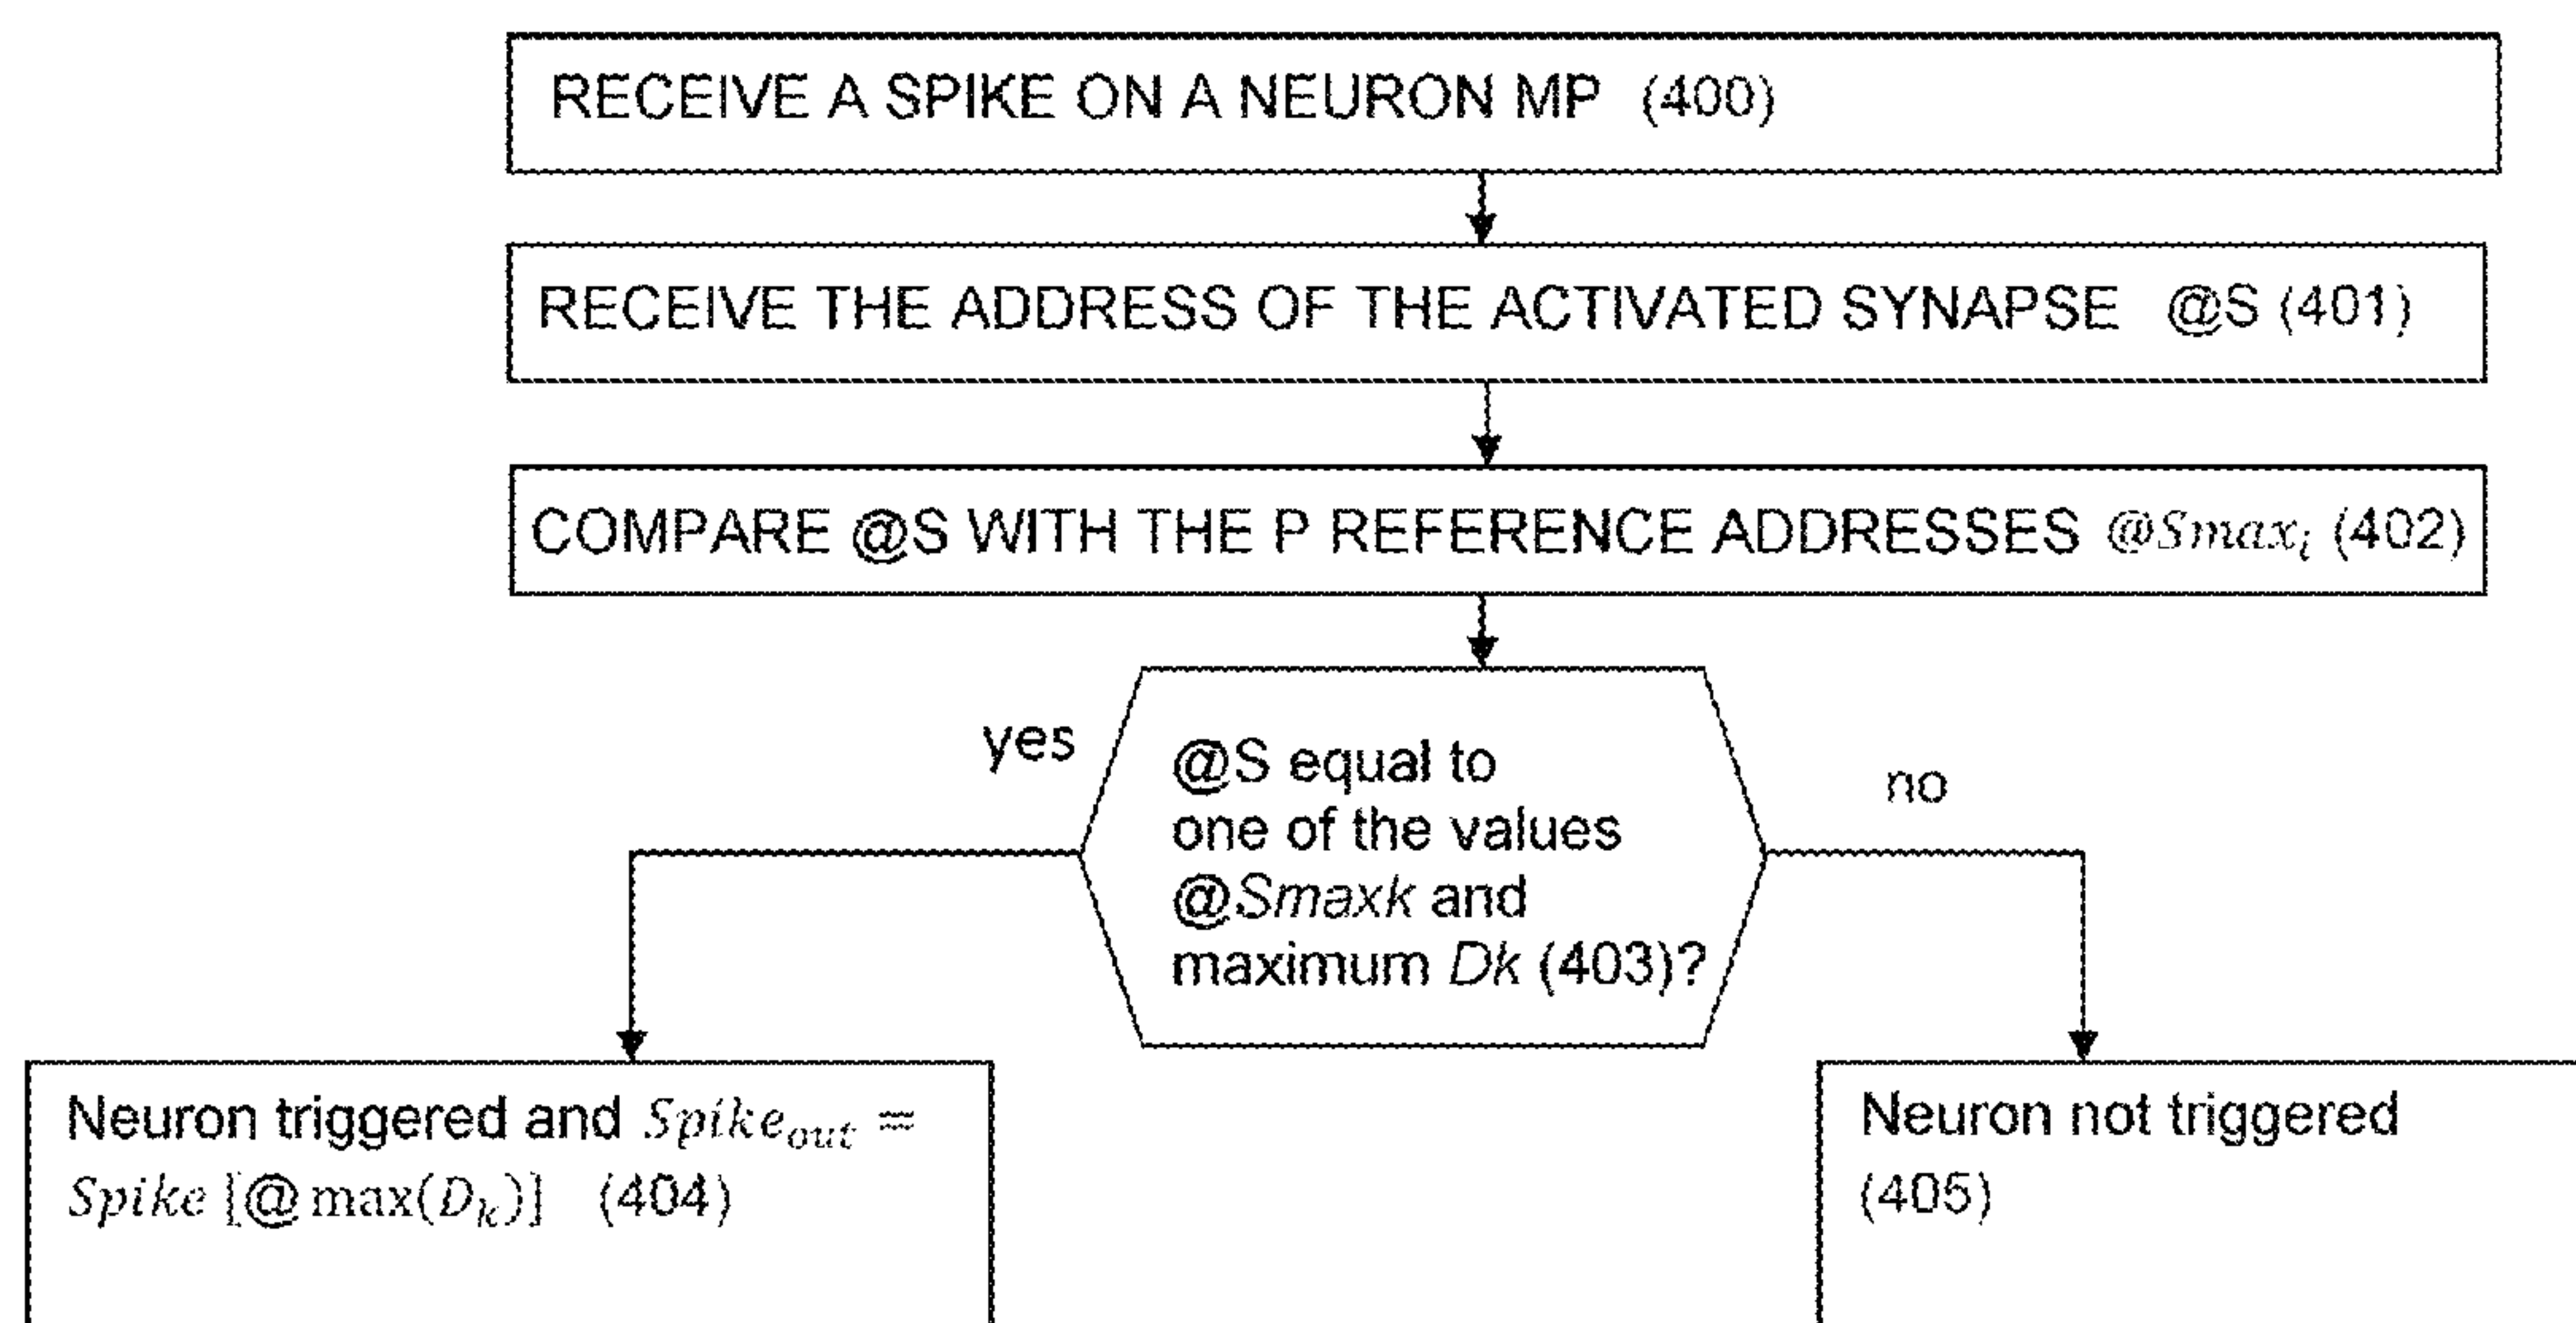 RECEIVE A SPIKE ON A NEURON MP (400)
RECEIVE THE ADDRESS OF THE ACTIVATED SYNAPSE @S (401)
COMPARE @S WITH THE P REFERENCE ADDRESSES @Smaxᵢ (402)
yes
@S equal to
one of the values
@Smaxk and
maximum Dk (403)?
no
Neuron triggered and Spikeₒᵤₜ =
Spike [@ max(Dₖ)] (404)
Neuron not triggered
(405)